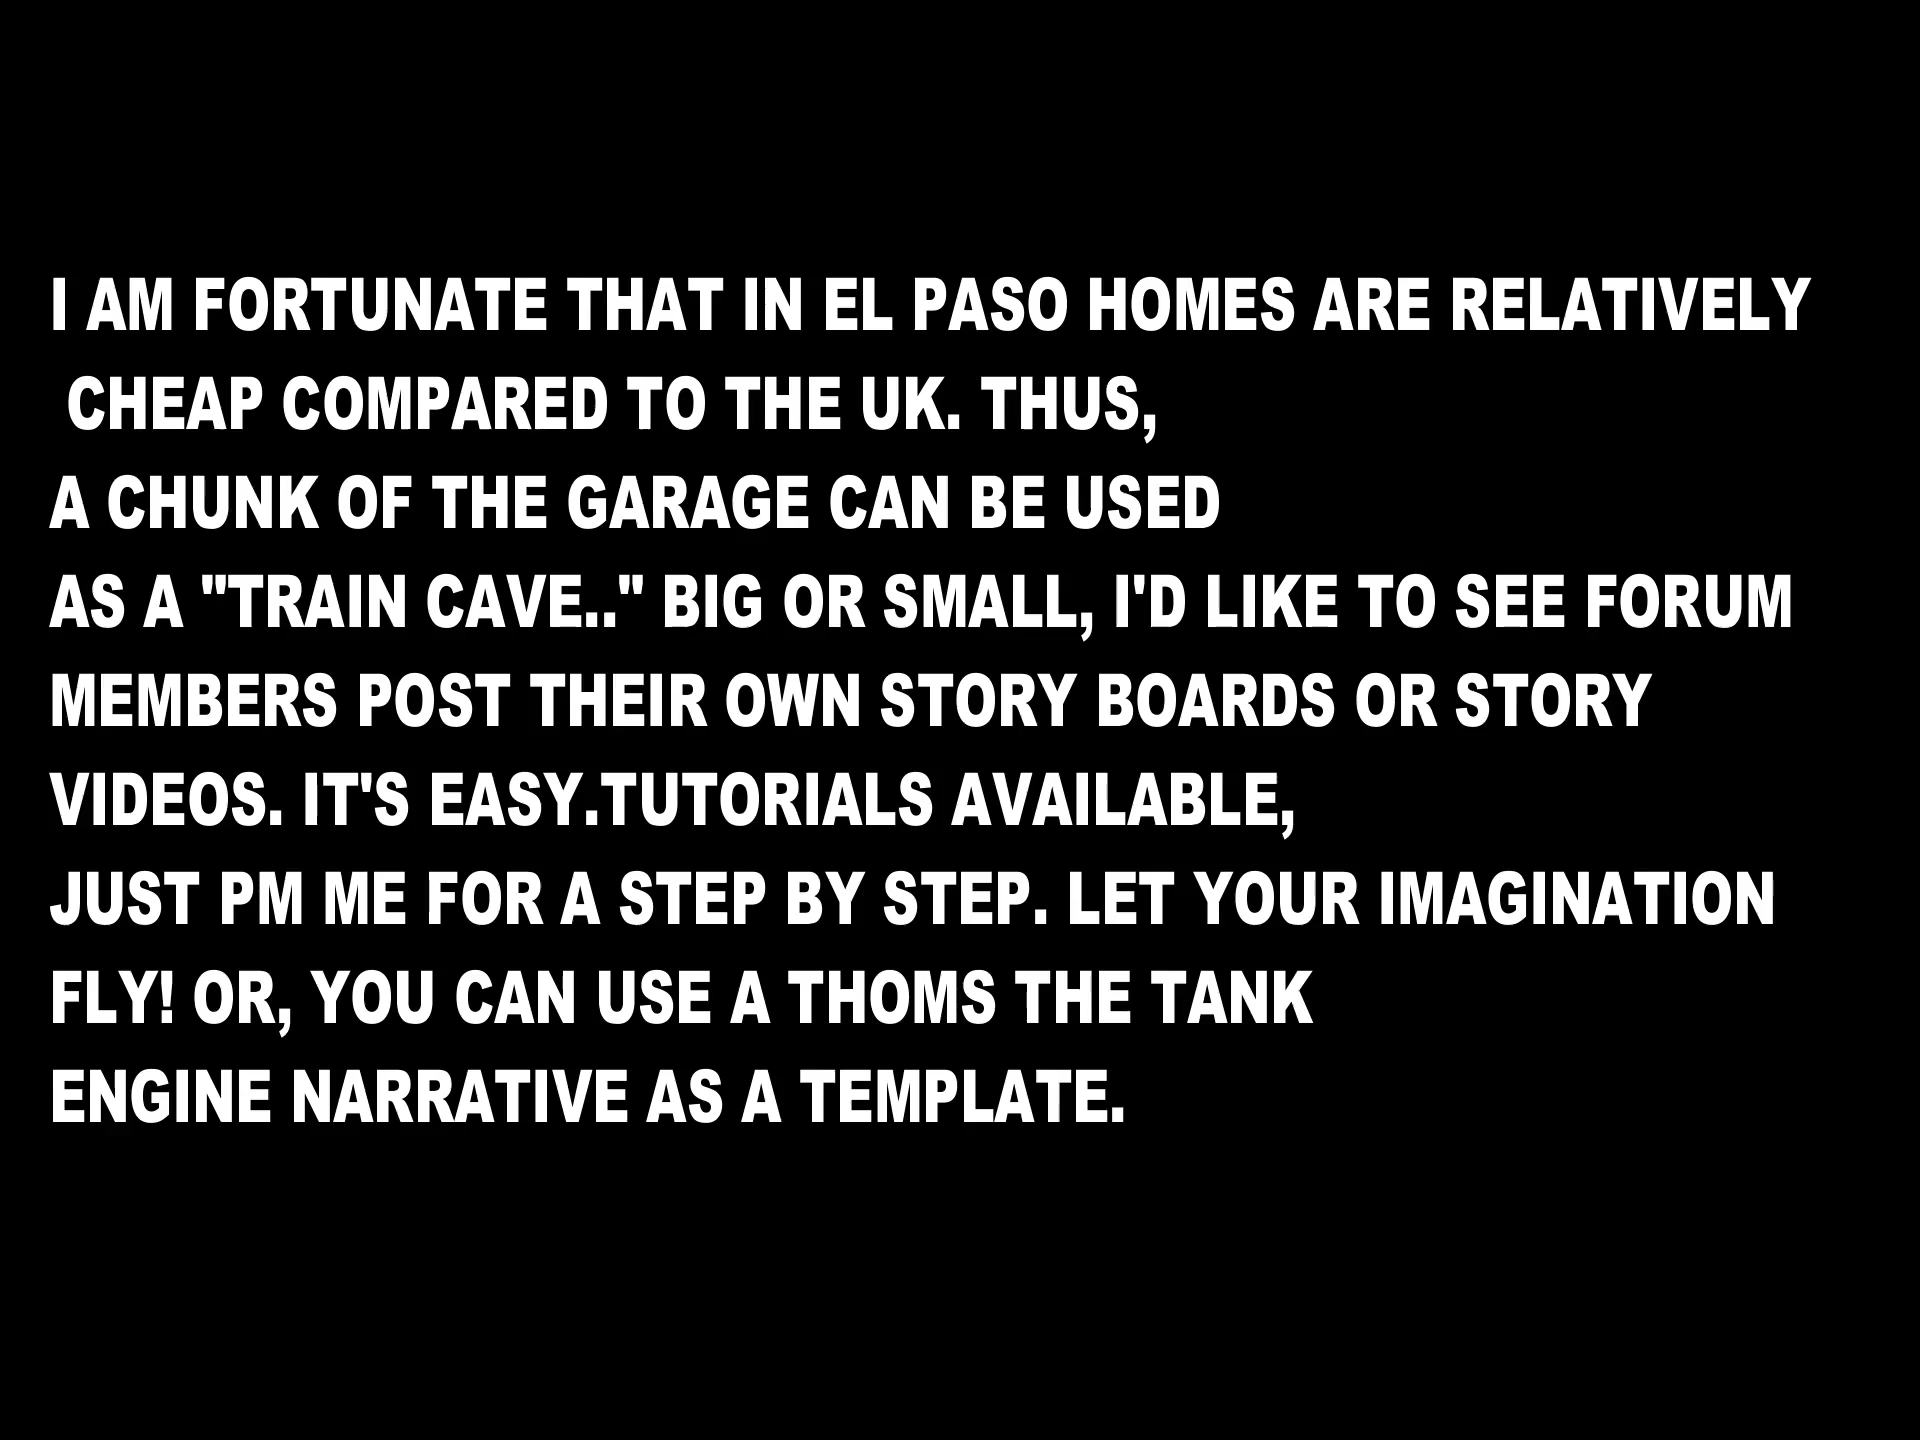 I AM FORTUNATE THAT IN EL PASO HOMES ARE RELATIVELY
CHEAP COMPARED TO THE UK. THUS,
A CHUNK OF THE GARAGE CAN BE USED
AS A "TRAIN CAVE.." BIG OR SMALL, I'D LIKE TO SEE FORUM
MEMBERS POST THEIR OWN STORY BOARDS OR STORY
VIDEOS. IT'S EASY.TUTORIALS AVAILABLE,
JUST PM ME FOR A STEP BY STEP. LET YOUR IMAGINATION
FLY! OR, YOU CAN USE A THOMS THE TANK
ENGINE NARRATIVE AS A TEMPLATE.